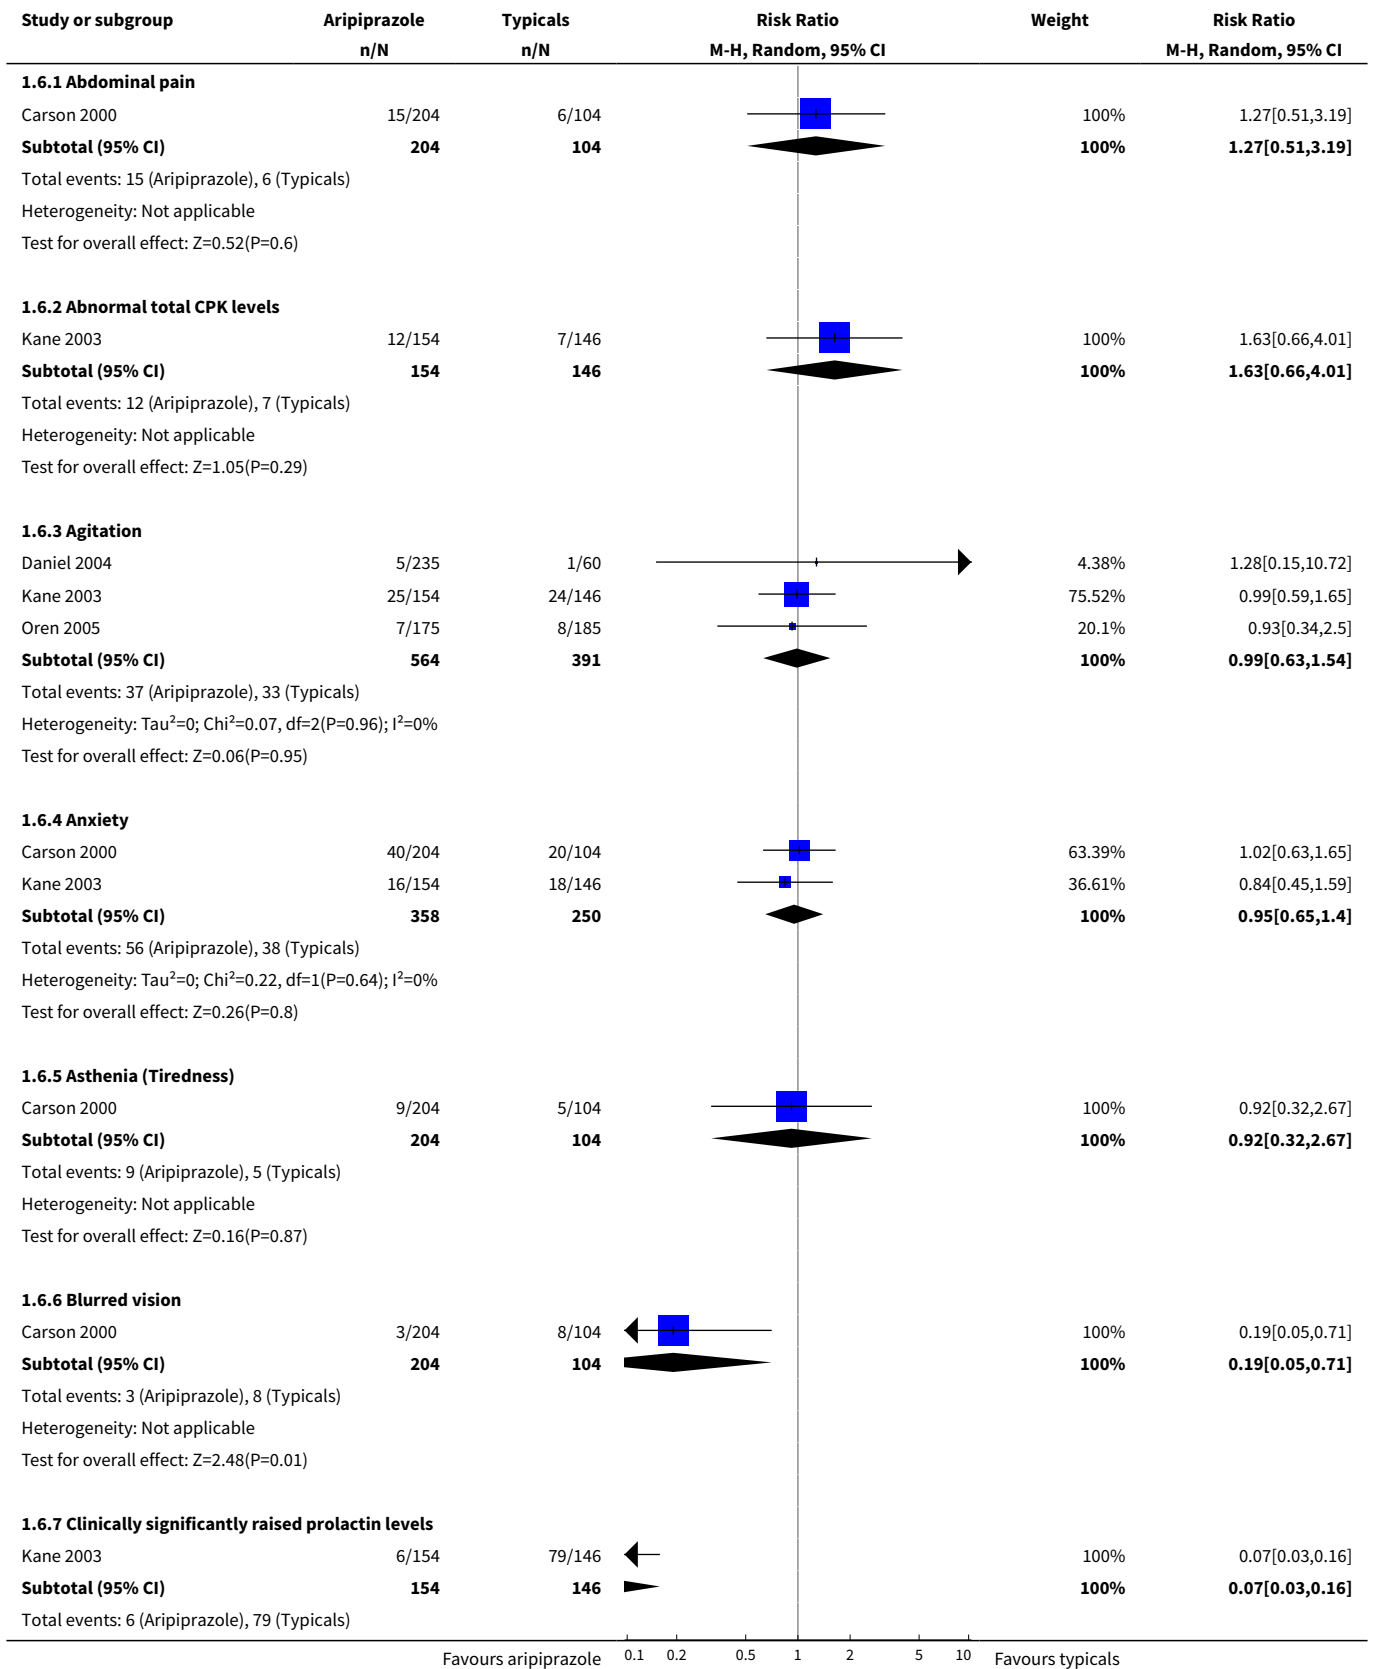 Study or subgroup Aripiprazole Typicals Risk Ratio Weight Risk Ratio
n/N n/N M-H, Random, 95% CI M-H, Random, 95% CI
1.6.1 Abdominal pain
Carson 2000 15/204 6/104 100% 1.27[0.51,3.19]
Subtotal (95% CI) 204 104 100% 1.27[0.51,3.19]
Total events: 15 (Aripiprazole), 6 (Typicals)
Heterogeneity: Not applicable
Test for overall effect: Z=0.52(P=0.6)
1.6.2 Abnormal total CPK levels
Kane 2003 12/154 7/146 100% 1.63[0.66,4.01]
Subtotal (95% CI) 154 146 100% 1.63[0.66,4.01]
Total events: 12 (Aripiprazole), 7 (Typicals)
Heterogeneity: Not applicable
Test for overall effect: Z=1.05(P=0.29)
1.6.3 Agitation
Daniel 2004 5/235 1/60 4.38% 1.28[0.15,10.72]
Kane 2003 25/154 24/146 75.52% 0.99[0.59,1.65]
Oren 2005 7/175 8/185 20.1% 0.93[0.34,2.5]
Subtotal (95% CI) 564 391 100% 0.99[0.63,1.54]
Total events: 37 (Aripiprazole), 33 (Typicals)
Heterogeneity: Tau²=0; Chi²=0.07, df=2(P=0.96); I²=0%
Test for overall effect: Z=0.06(P=0.95)
1.6.4 Anxiety
Carson 2000 40/204 20/104 63.39% 1.02[0.63,1.65]
Kane 2003 16/154 18/146 36.61% 0.84[0.45,1.59]
Subtotal (95% CI) 358 250 100% 0.95[0.65,1.4]
Total events: 56 (Aripiprazole), 38 (Typicals)
Heterogeneity: Tau²=0; Chi²=0.22, df=1(P=0.64); I²=0%
Test for overall effect: Z=0.26(P=0.8)
1.6.5 Asthenia (Tiredness)
Carson 2000 9/204 5/104 100% 0.92[0.32,2.67]
Subtotal (95% CI) 204 104 100% 0.92[0.32,2.67]
Total events: 9 (Aripiprazole), 5 (Typicals)
Heterogeneity: Not applicable
Test for overall effect: Z=0.16(P=0.87)
1.6.6 Blurred vision
Carson 2000 3/204 8/104 100% 0.19[0.05,0.71]
Subtotal (95% CI) 204 104 100% 0.19[0.05,0.71]
Total events: 3 (Aripiprazole), 8 (Typicals)
Heterogeneity: Not applicable
Test for overall effect: Z=2.48(P=0.01)
1.6.7 Clinically significantly raised prolactin levels
Kane 2003 6/154 79/146 100% 0.07[0.03,0.16]
Subtotal (95% CI) 154 146 100% 0.07[0.03,0.16]
Total events: 6 (Aripiprazole), 79 (Typicals)
Favours aripiprazole 0.1 0.2 0.5 1 2 5 10 Favours typicals